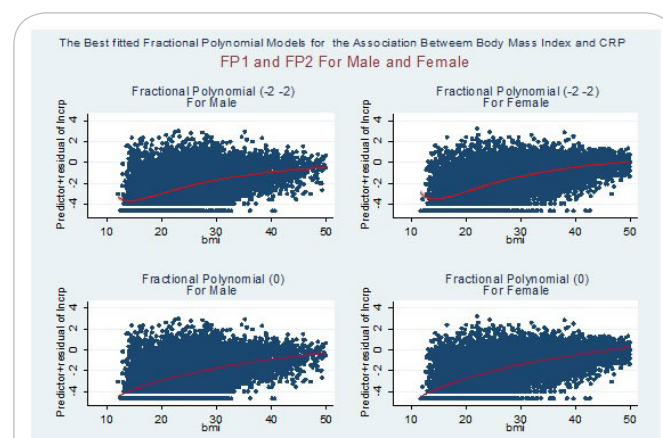 The Best fitted Fractional Polynomial Models for the Association Betweem Body Mass Index and CRP
FP1 and FP2 For Male and Female
Fractional Polynomial (-2 -2)
For Male
Predictor+residual of lncrp
4
2
0
-2
-4
10 20 30 40 50
bmi
Fractional Polynomial (-2 -2)
For Female
Predictor+residual of lncrp
4
2
0
-2
-4
10 20 30 40 50
bmi
Fractional Polynomial (0)
For Male
Predictor+residual of lncrp
4
2
0
-2
-4
10 20 30 40 50
bmi
Fractional Polynomial (0)
For Female
Predictor+residual of lncrp
4
2
0
-2
-4
10 20 30 40 50
bmi